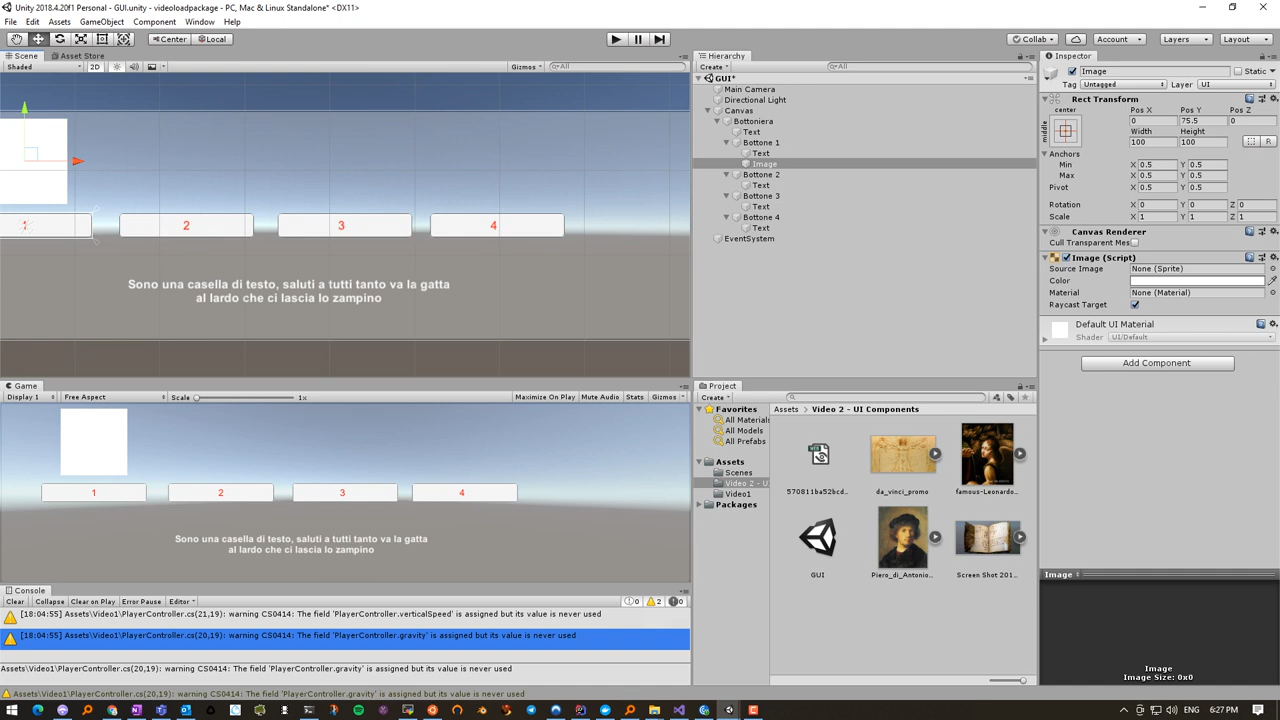 Unity 2018.4.20f1 Personal - GUI.unity - videoloadpackage - PC, Mac & Linux Standalone* <DX11>
File Edit Assets GameObject Component Window Help
Center Local Collab Account Layers Layout
Scene Asset Store
Shaded 2D Gizmos All
1 2 3 4
Sono una casella di testo, saluti a tutti tanto va la gatta
al lardo che ci lascia lo zampino
Game
Display 1 Free Aspect Scale 1x Maximize On Play Mute Audio Stats Gizmos
1 2 3 4
Sono una casella di testo, saluti a tutti tanto va la gatta
al lardo che ci lascia lo zampino
Console
Clear Collapse Clear on Play Error Pause Editor 0 2 0
[18:04:55] Assets\Video1\PlayerController.cs(21,19): warning CS0414: The field 'PlayerController.verticalSpeed' is assigned but its value is never used
[18:04:55] Assets\Video1\PlayerController.cs(20,19): warning CS0414: The field 'PlayerController.gravity' is assigned but its value is never used
Assets\Video1\PlayerController.cs(20,19): warning CS0414: The field 'PlayerController.gravity' is assigned but its value is never used
Assets\Video1\PlayerController.cs(20,19): warning CS0414: The field 'PlayerController.gravity' is assigned but its value is never used
Hierarchy
Create All
GUI*
Main Camera
Directional Light
Canvas
Bottoniera
Text
Bottone 1
Text
Image
Bottone 2
Text
Bottone 3
Text
Bottone 4
Text
EventSystem
Project
Create
Favorites
All Materials
All Models
All Prefabs
Assets
Scenes
Video 2 - U
Video1
Packages
Assets Video 2 - UI Components
570811ba52bcd... da_vinci_promo famous-Leonardo...
GUI Piero_di_Antonio... Screen Shot 201...
Inspector
Image Static
Tag Untagged Layer UI
Rect Transform
center Pos X Pos Y Pos Z
middle 0 75.5 0
Width Height
100 100
Anchors
Min X 0.5 Y 0.5
Max X 0.5 Y 0.5
Pivot X 0.5 Y 0.5
Rotation X 0 Y 0 Z 0
Scale X 1 Y 1 Z 1
R
Canvas Renderer
Cull Transparent Mes
Image (Script)
Source Image None (Sprite)
Color
Material None (Material)
Raycast Target
Default UI Material
Shader UI/Default
Add Component
Image
Image
Image Size: 0x0
6:27 PM